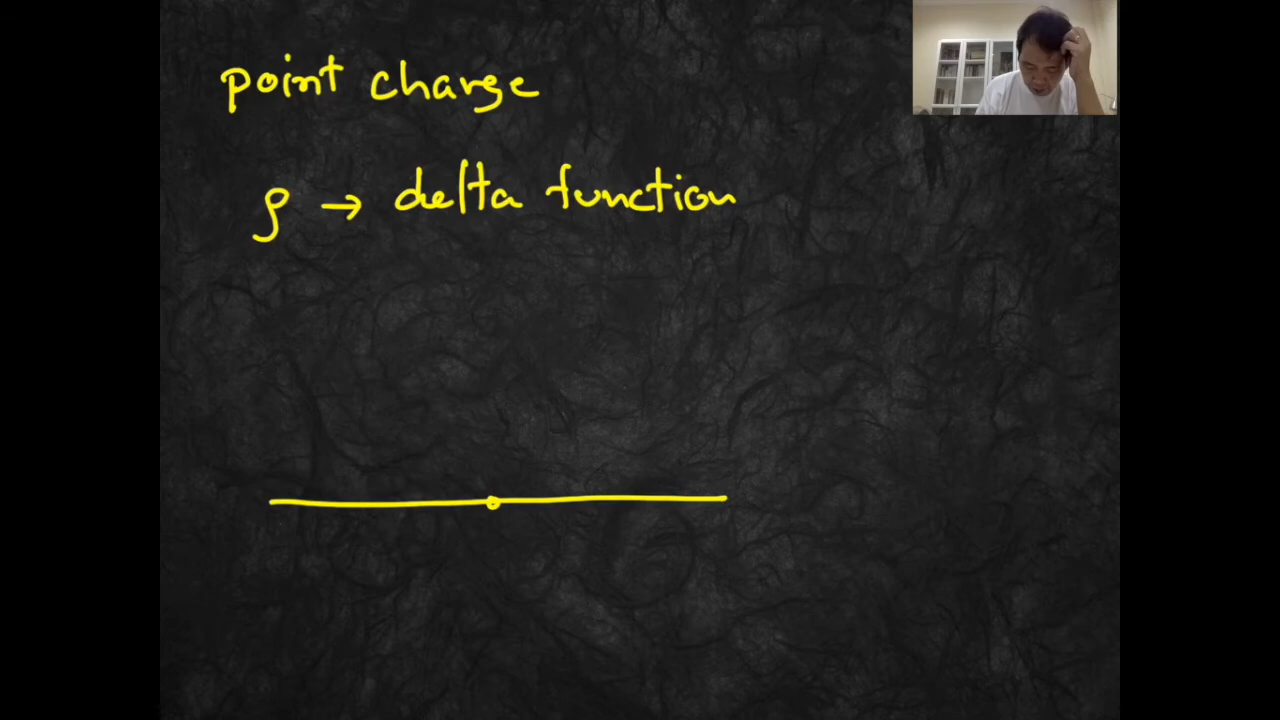 point charge
ρ → delta function